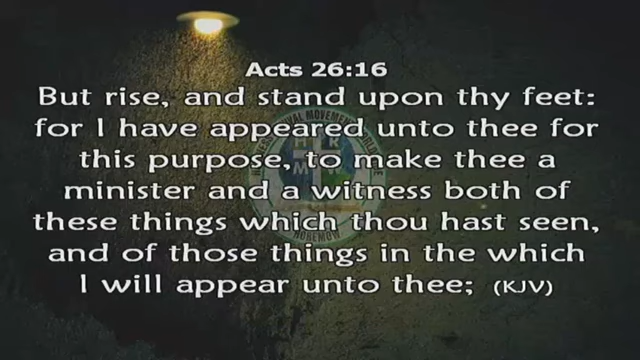 Acts 26:16
But rise, and stand upon thy feet:
for I have appeared unto thee for
this purpose, to make thee a
minister and a witness both of
these things which thou hast seen,
and of those things in the which
I will appear unto thee; (KJV)